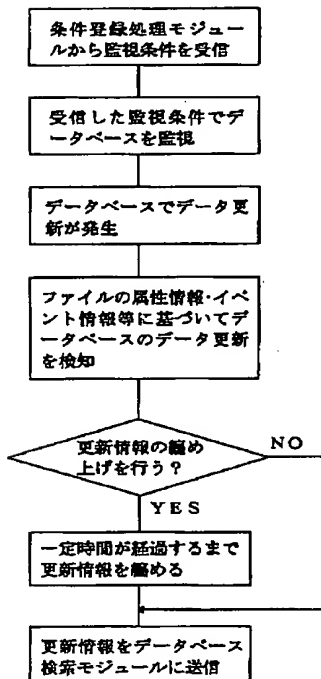 条件登録処理モジュ
ールから監視条件を受信
受信した監視条件でデ
ータベースを監視
データベースでデータ更
新が発生
ファイルの属性情報・イベ
ント情報等に基づいてデ
ータベースのデータ更新
を検知
更新情報の纏め
上げを行う？
NO
YES
一定時間が経過するまで
更新情報を纏める
更新情報をデータベース
検索モジュールに送信